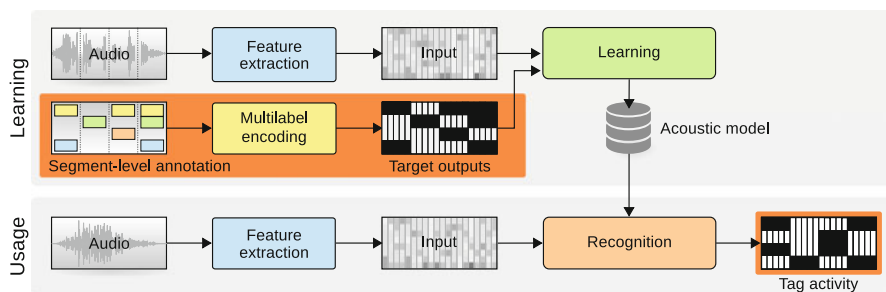 Learning
Audio
Feature
extraction
Input
Learning
Segment-level annotation
Multilabel
encoding
Target outputs
Acoustic model
Usage
Audio
Feature
extraction
Input
Recognition
Tag activity